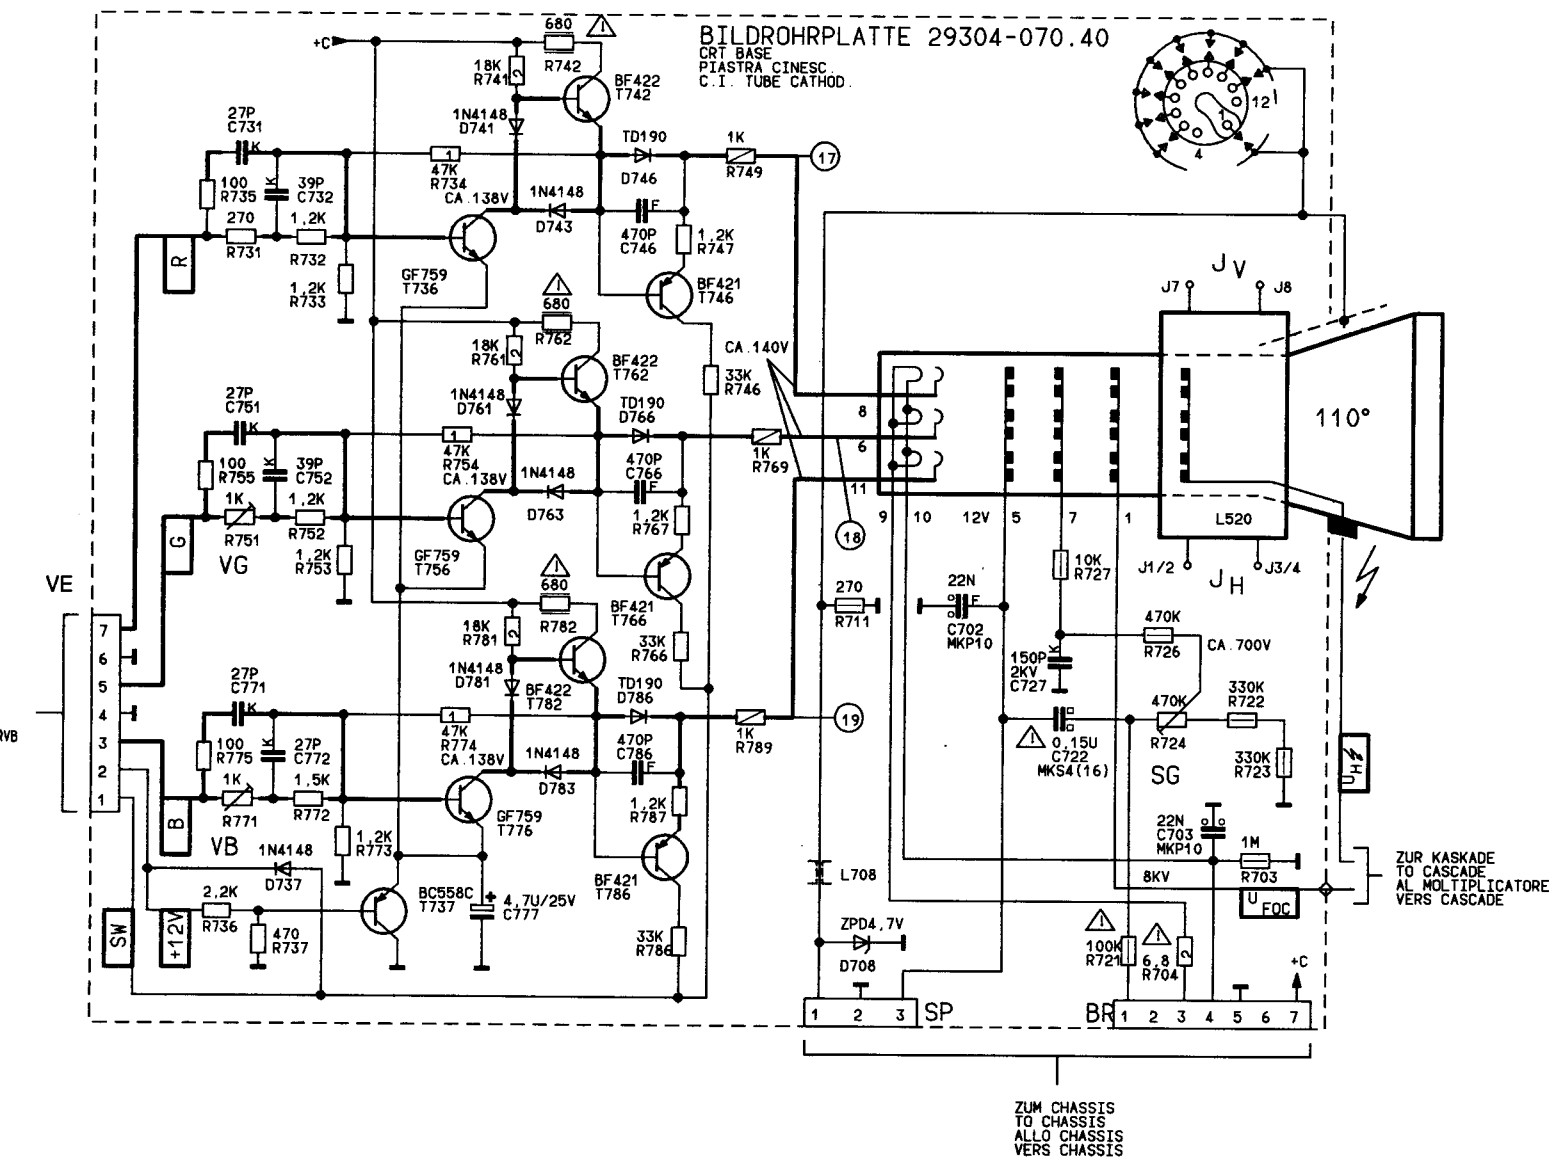 BILDROHRPLATTE 29304-070.40
CRT BASE
PIASTRA CINESC.
C.I. TUBE CATHOD.
+C
680
R742
18K
R741
2
BF422
T742
1N4148
D741
27P
C731
K
100
R735
39P
C732
K
270
R731
1,2K
R732
1,2K
R733
R
1
47K
R734
CA.138V
1N4148
D743
GF759
T736
TD190
D746
470P
C746
F
1,2K
R747
BF421
T746
1K
R749
17
33K
R746
680
R762
18K
R761
2
BF422
T762
1N4148
D761
27P
C751
K
100
R755
39P
C752
K
1K
R751
VG
1,2K
R752
1,2K
R753
G
1
47K
R754
CA.138V
1N4148
D763
GF759
T756
TD190
D766
470P
C766
F
1,2K
R767
BF421
T766
33K
R766
1K
R769
18
CA.140V
680
R782
18K
R781
2
BF422
T782
1N4148
D781
27P
C771
K
100
R775
27P
C772
K
1K
R771
VB
1,5K
R772
1,2K
R773
B
1
47K
R774
CA.138V
1N4148
D783
GF759
T776
TD190
D786
470P
C786
F
1,2K
R787
BF421
T786
33K
R786
1K
R789
19
VE
7
6
5
4
3
2
1
RVB
1N4148
D737
2,2K
R736
470
R737
BC558C
T737
+
4,7U/25V
C777
SW
+12V
12
1
4
JV
J7
J8
110°
L520
J1/2
J3/4
JH
8
6
11
9
10
12V
5
7
1
270
R711
22N
F
C702
MKP10
10K
R727
470K
R726
CA.700V
150P
2KV
C727
K
0,15U
C722
MKS4(16)
470K
R724
SG
330K
R722
330K
R723
22N
C703
MKP10
1M
R703
8KV
UFOC
UH
L708
ZPD4,7V
D708
100K
R721
6,8
R704
2
+C
1 2 3 SP
BR 1 2 3 4 5 6 7
ZUR KASKADE
TO CASCADE
AL MOLTIPLICATORE
VERS CASCADE
ZUM CHASSIS
TO CHASSIS
ALLO CHASSIS
VERS CHASSIS